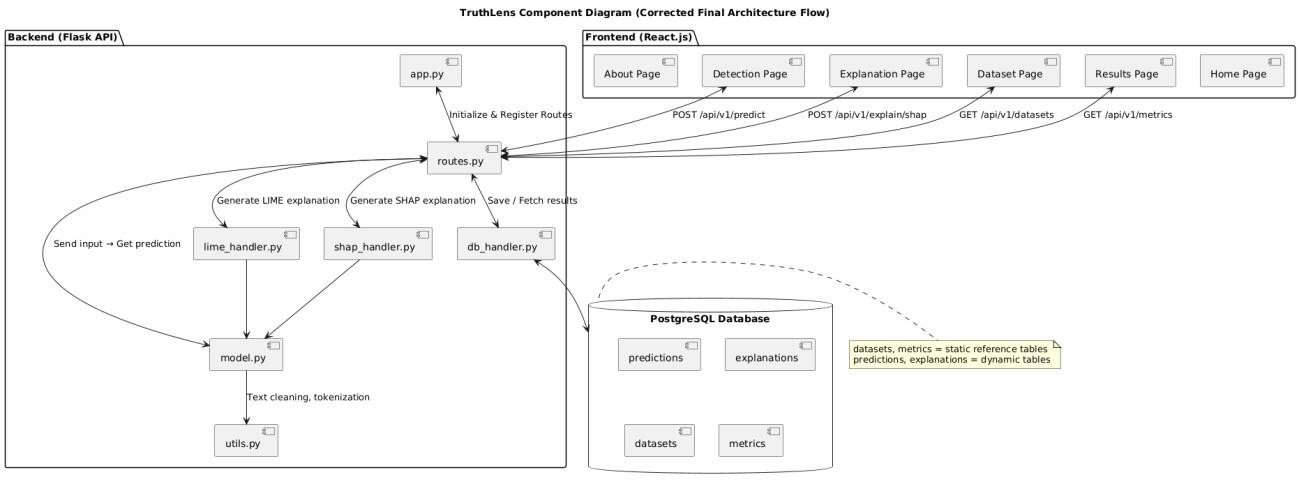 TruthLens Component Diagram (Corrected Final Architecture Flow)
Backend (Flask API)
Frontend (React.js)
app.py
About Page
Detection Page
Explanation Page
Dataset Page
Results Page
Home Page
Initialize & Register Routes
POST /api/v1/predict
POST /api/v1/explain/shap
GET /api/v1/datasets
GET /api/v1/metrics
routes.py
Generate LIME explanation
Generate SHAP explanation
Save / Fetch results
Send input → Get prediction
lime_handler.py
shap_handler.py
db_handler.py
PostgreSQL Database
model.py
predictions
explanations
datasets, metrics = static reference tables
predictions, explanations = dynamic tables
Text cleaning, tokenization
utils.py
datasets
metrics